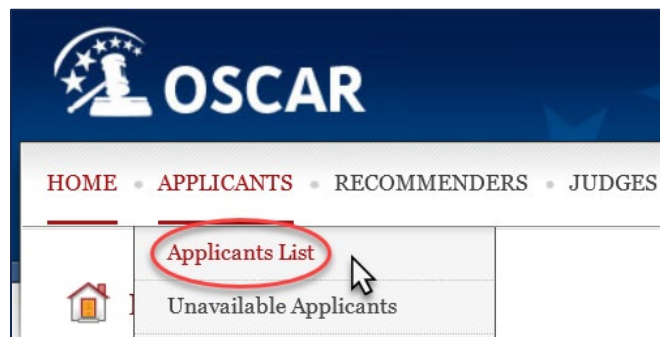 OSCAR
HOME APPLICANTS RECOMMENDERS JUDGES
Applicants List
Unavailable Applicants